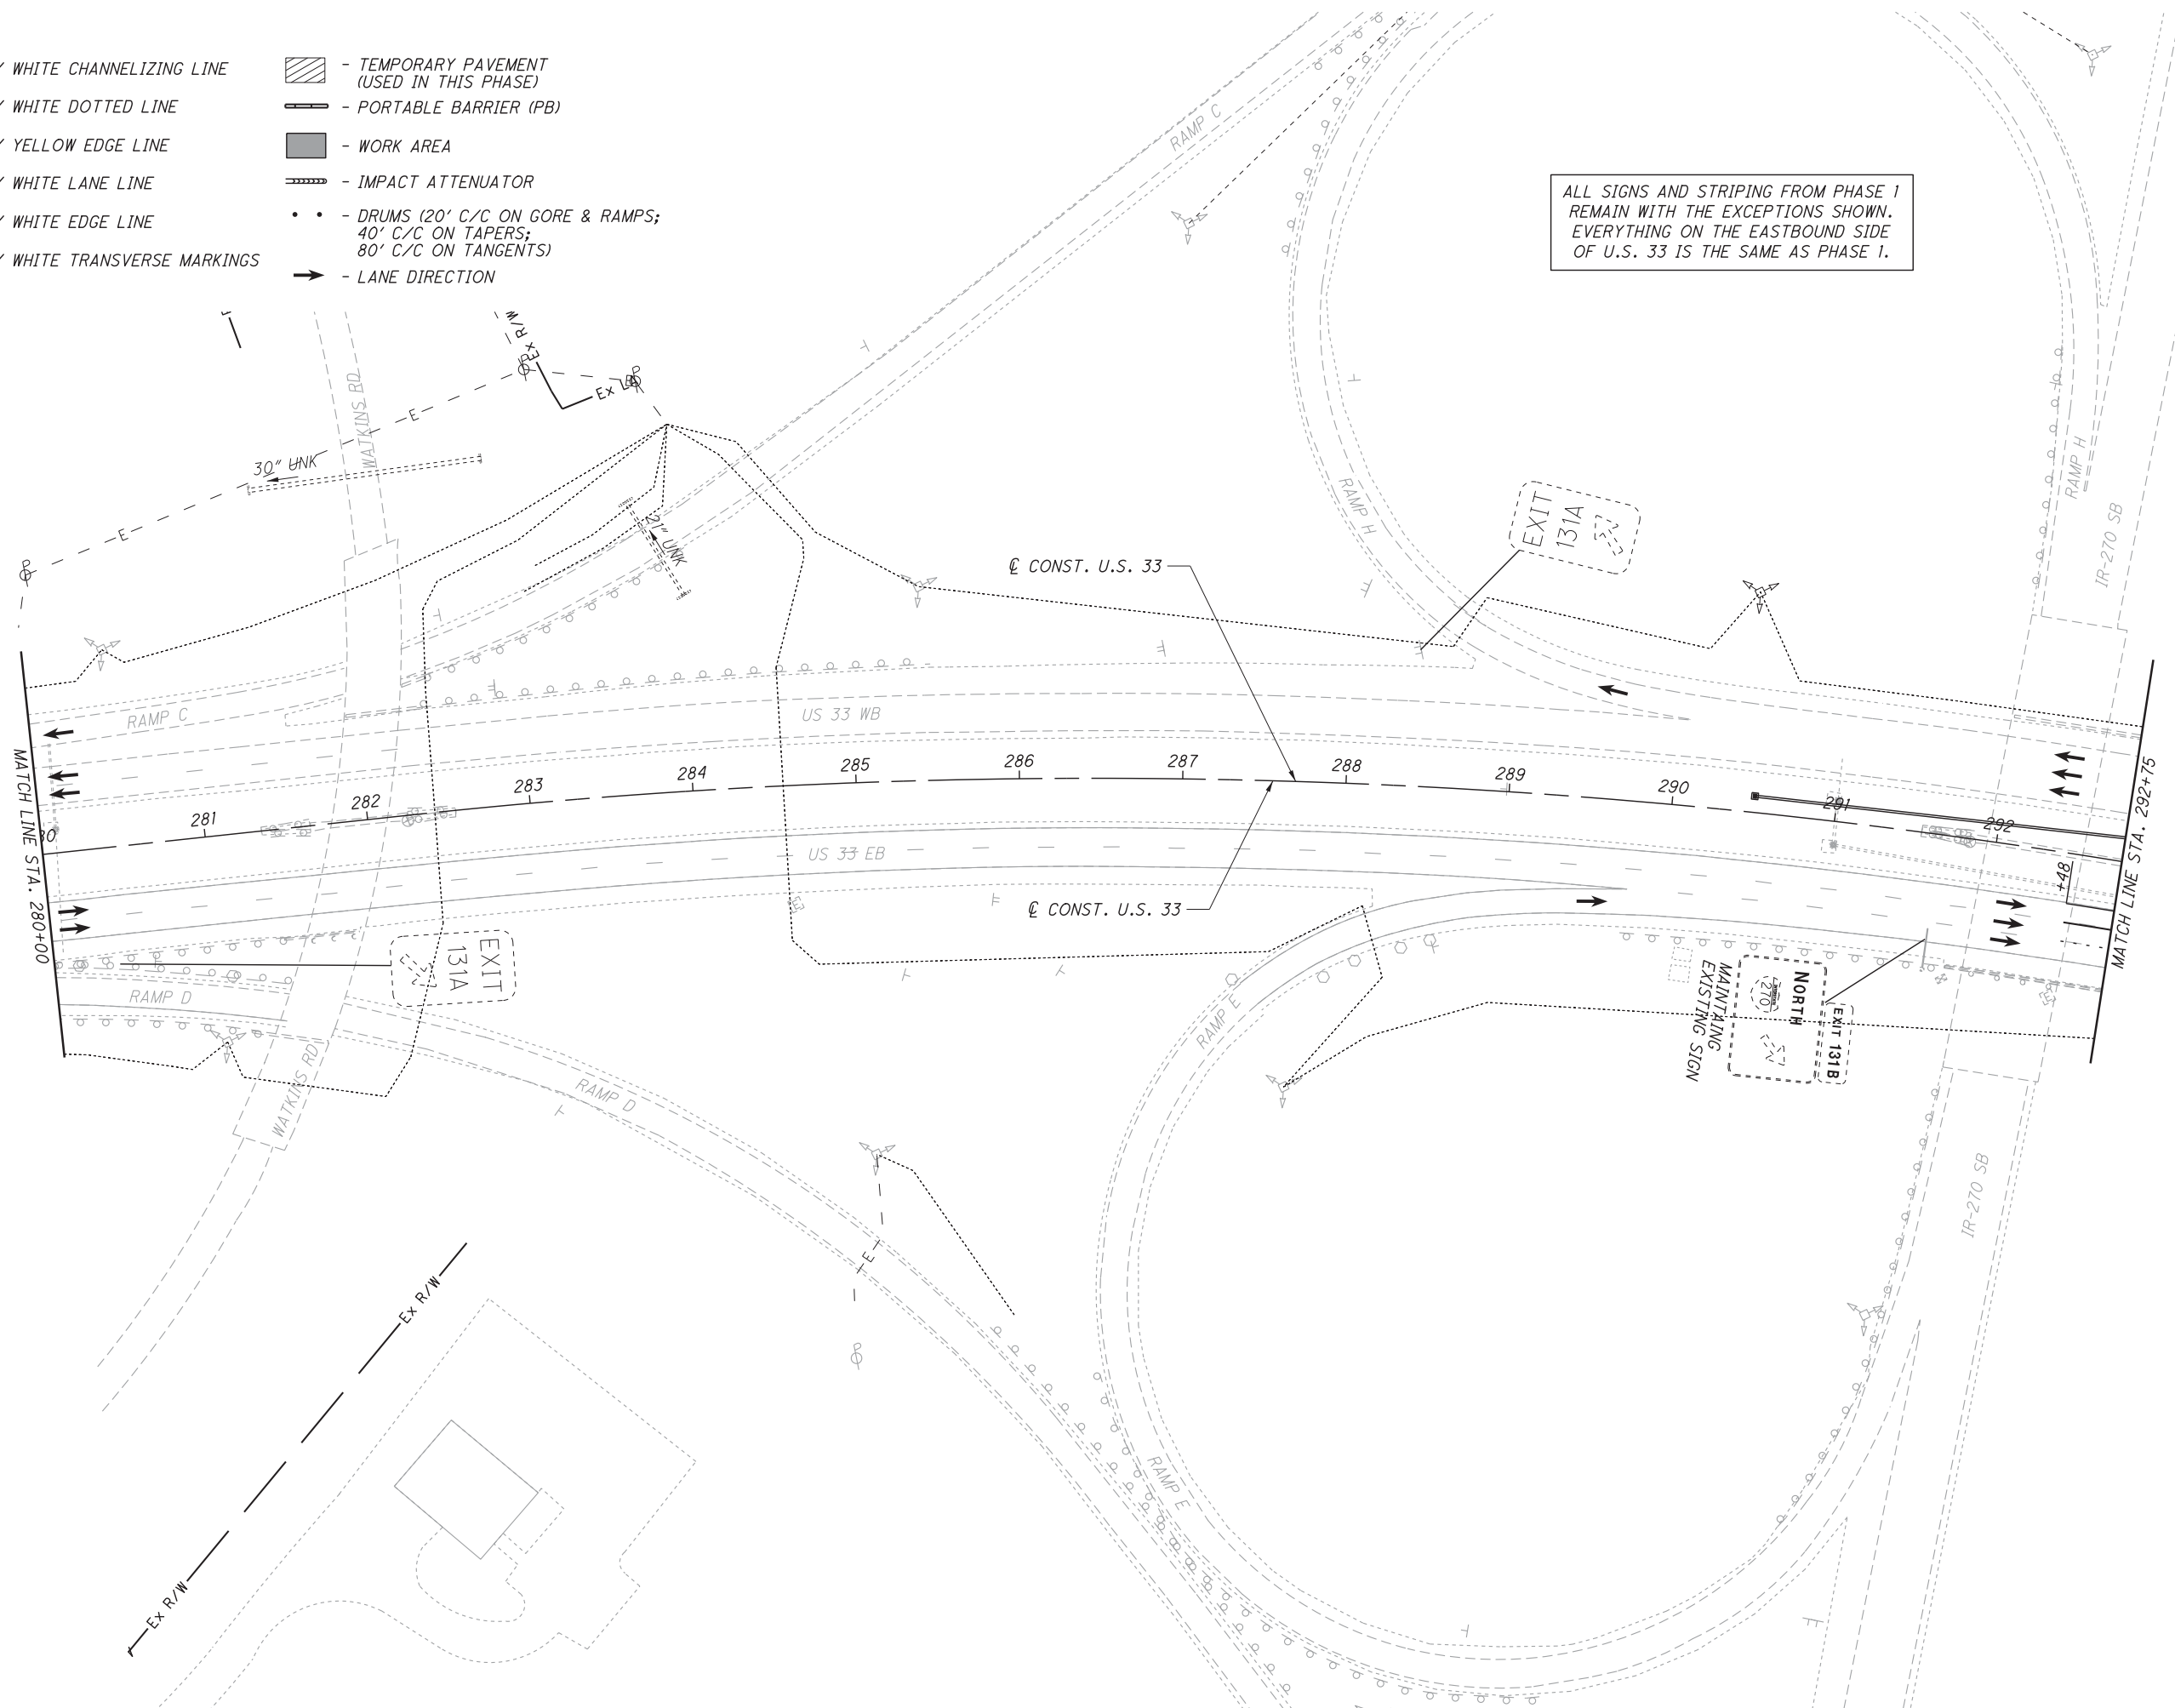 WHITE CHANNELIZING LINE
WHITE DOTTED LINE
YELLOW EDGE LINE
WHITE LANE LINE
WHITE EDGE LINE
WHITE TRANSVERSE MARKINGS
- TEMPORARY PAVEMENT
(USED IN THIS PHASE)
- PORTABLE BARRIER (PB)
- WORK AREA
- IMPACT ATTENUATOR
- DRUMS (20' C/C ON GORE & RAMPS;
40' C/C ON TAPERS;
80' C/C ON TANGENTS)
- LANE DIRECTION
ALL SIGNS AND STRIPING FROM PHASE 1
REMAIN WITH THE EXCEPTIONS SHOWN.
EVERYTHING ON THE EASTBOUND SIDE
OF U.S. 33 IS THE SAME AS PHASE 1.
RAMP C
WATKINS RD
Ex R/W
Ex LA
E
E
30" UNK
21" UNK
RAMP H
RAMP H
IR-270 SB
EXIT
131A
℄ CONST. U.S. 33
RAMP C
US 33 WB
281
282
283
284
285
286
287
288
289
290
291
292
MATCH LINE STA. 280+00
MATCH LINE STA. 292+75
+48
US 33 EB
℄ CONST. U.S. 33
EXIT
131A
RAMP D
WATKINS RD
RAMP D
RAMP E
MAINTAINING
EXISTING SIGN
NORTH
270
EXIT 131B
IR-270 SB
E
Ex R/W
Ex R/W
RAMP E